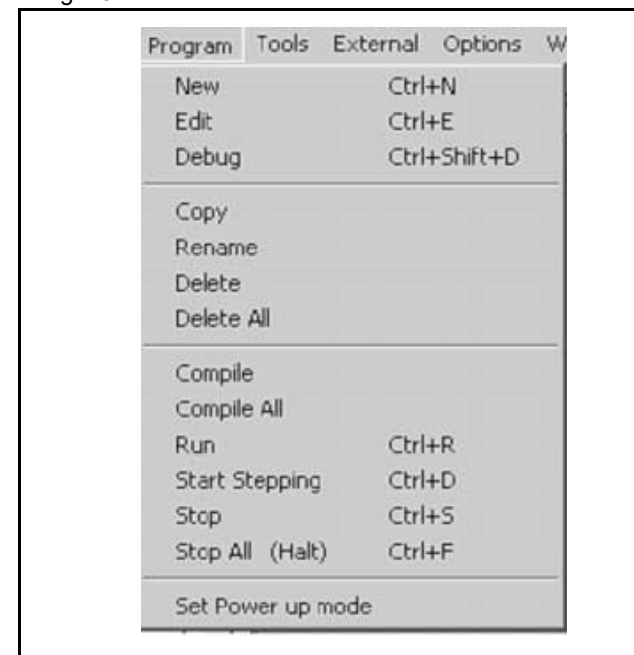 Program Tools External Options W
New Ctrl+N
Edit Ctrl+E
Debug Ctrl+Shift+D
Copy
Rename
Delete
Delete All
Compile
Compile All
Run Ctrl+R
Start Stepping Ctrl+D
Stop Ctrl+S
Stop All (Halt) Ctrl+F
Set Power up mode